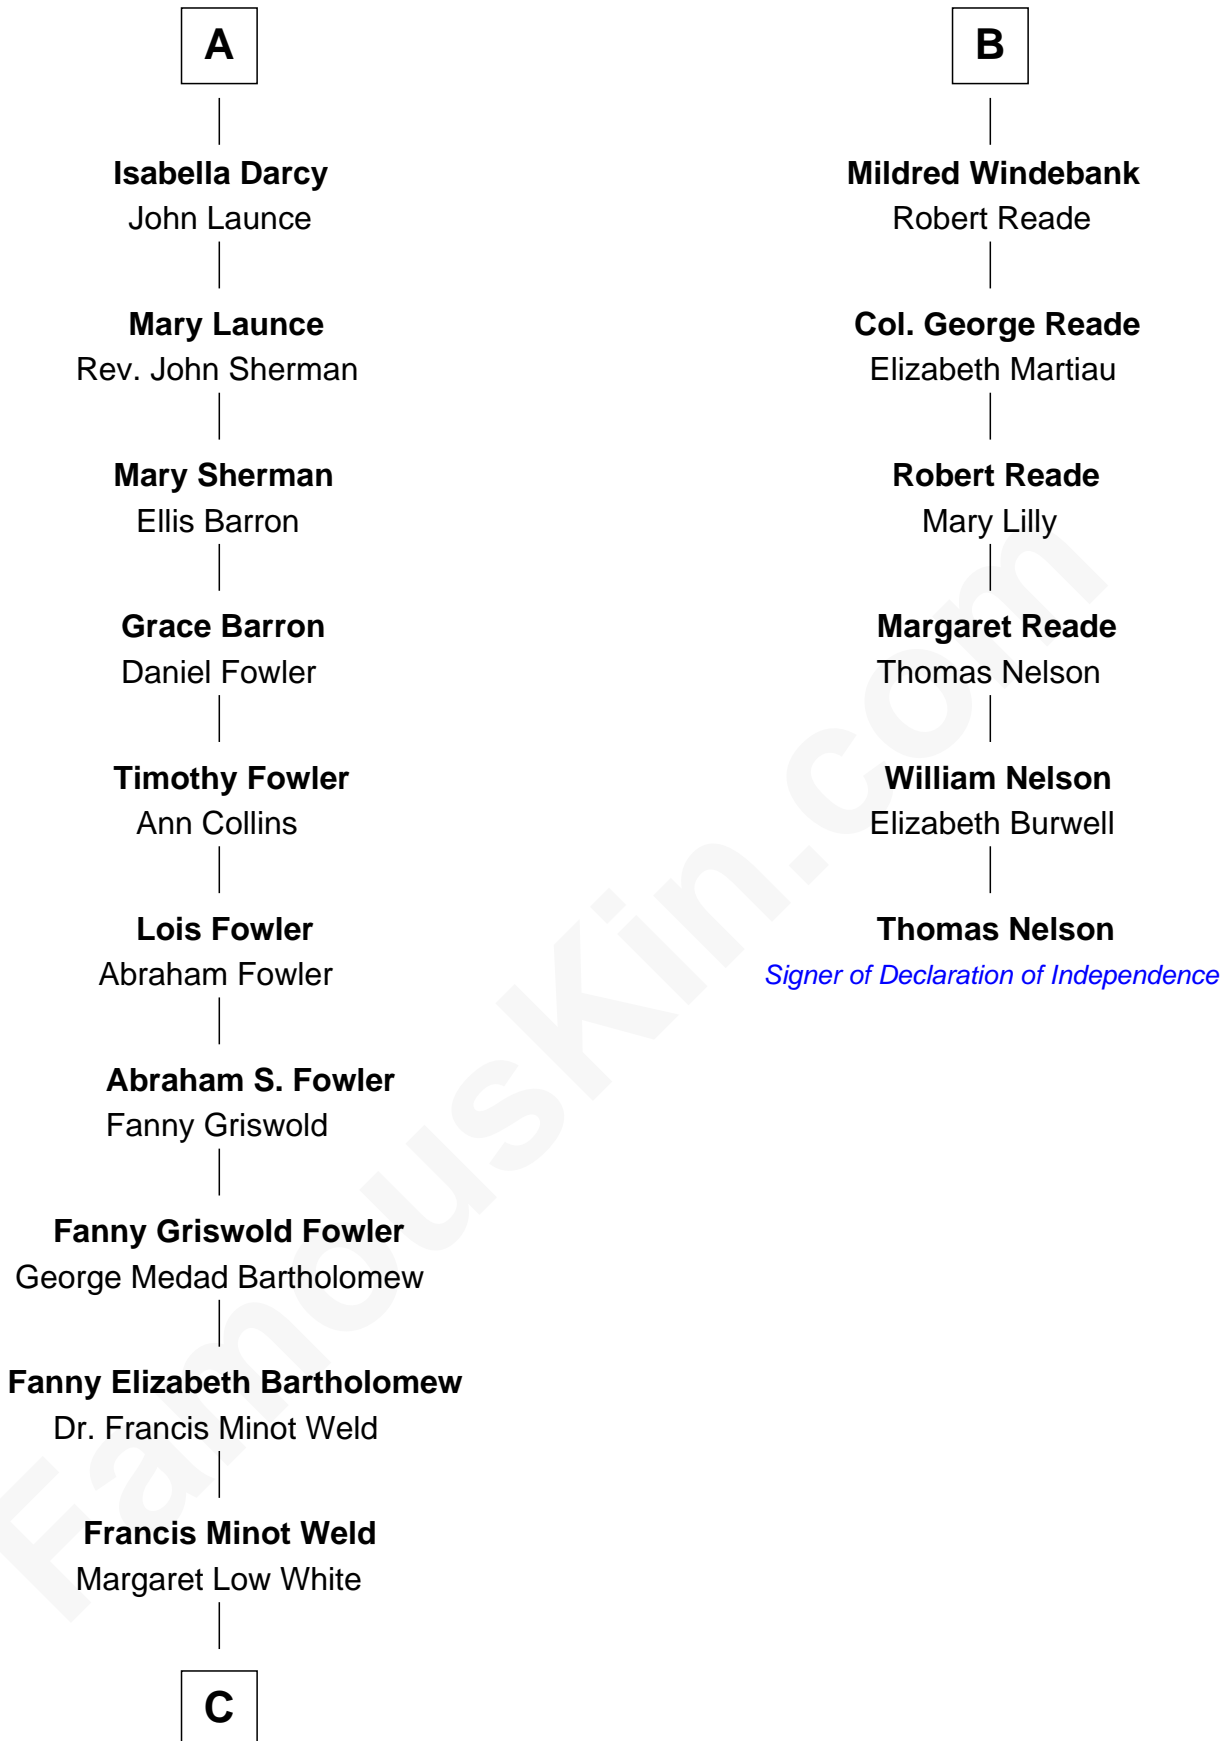 A
Isabella Darcy
John Launce
Mary Launce
Rev. John Sherman
Mary Sherman
Ellis Barron
Grace Barron
Daniel Fowler
Timothy Fowler
Ann Collins
Lois Fowler
Abraham Fowler
Abraham S. Fowler
Fanny Griswold
Fanny Griswold Fowler
George Medad Bartholomew
Fanny Elizabeth Bartholomew
Dr. Francis Minot Weld
Francis Minot Weld
Margaret Low White
C
B
Mildred Windebank
Robert Reade
Col. George Reade
Elizabeth Martiau
Robert Reade
Mary Lilly
Margaret Reade
Thomas Nelson
William Nelson
Elizabeth Burwell
Thomas Nelson
Signer of Declaration of Independence
FamousKin.com